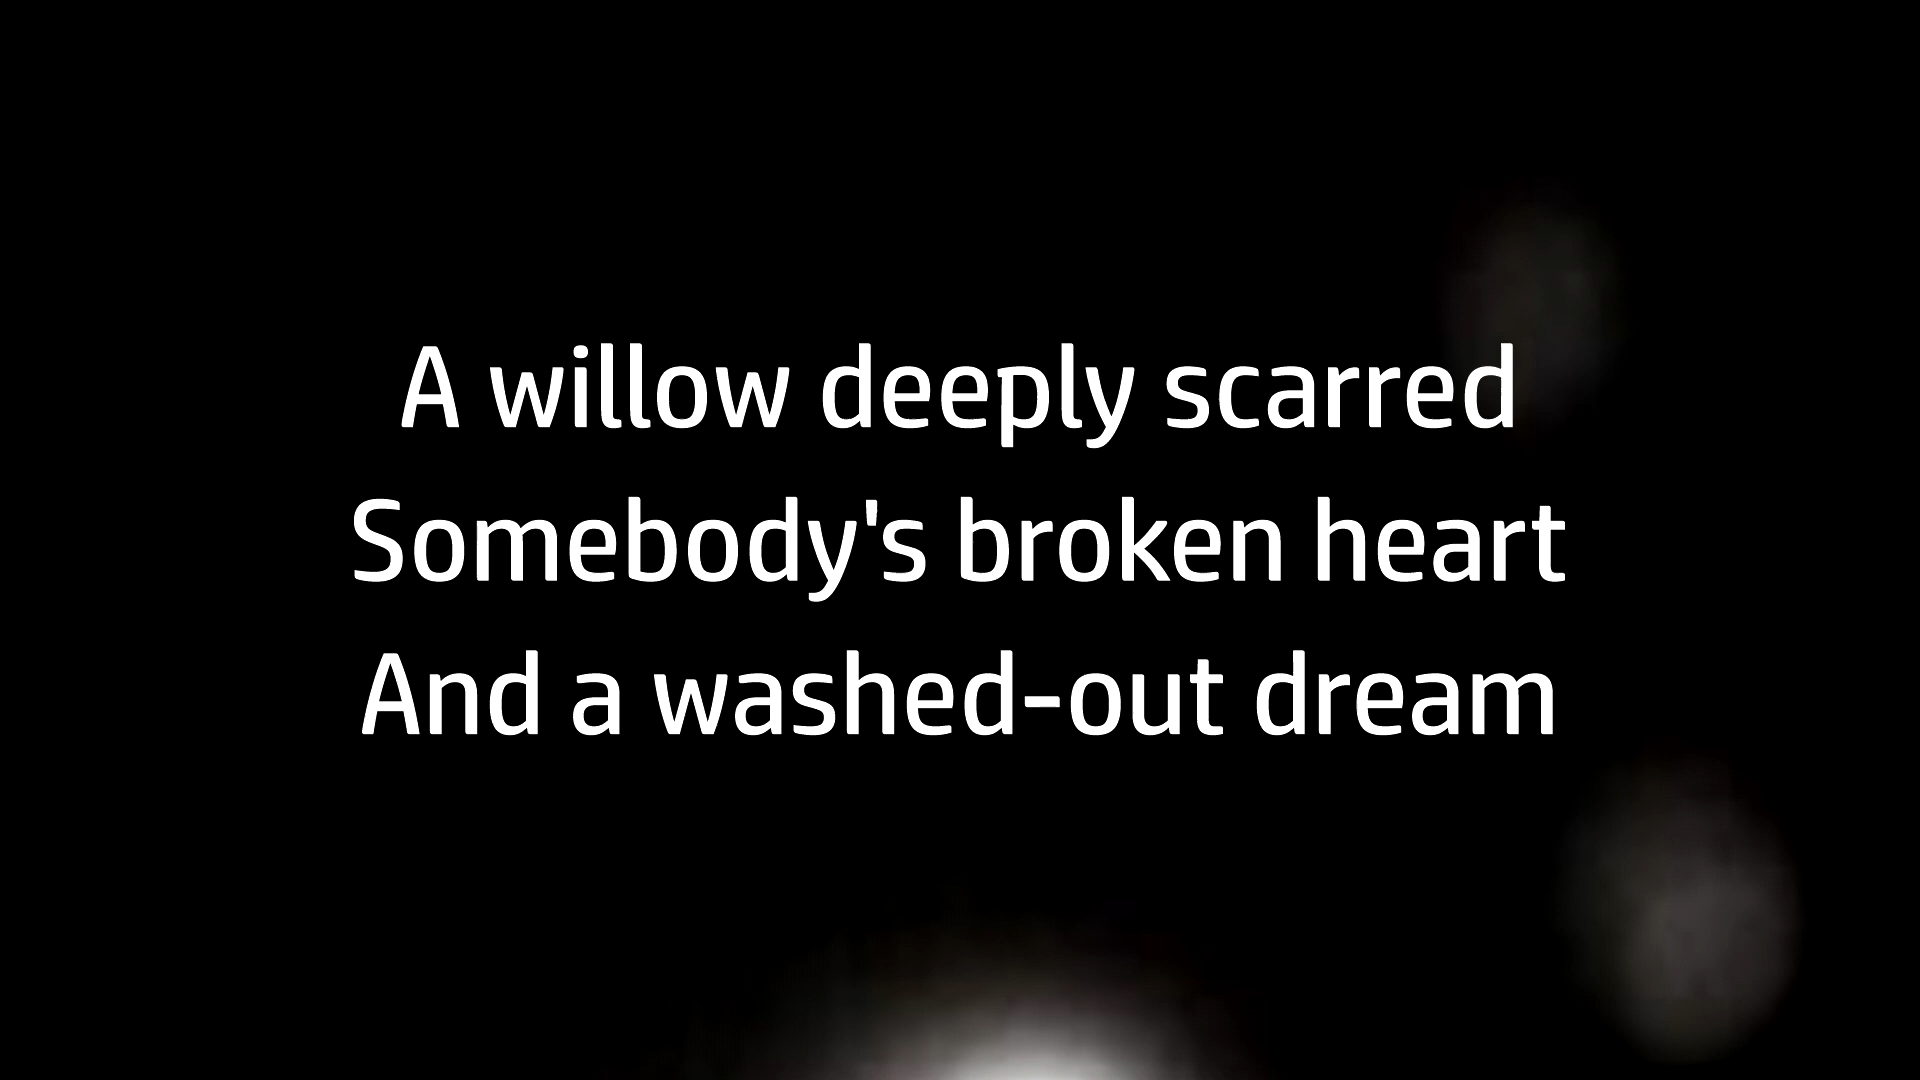 A willow deeply scarred
Somebody's broken heart
And a washed-out dream